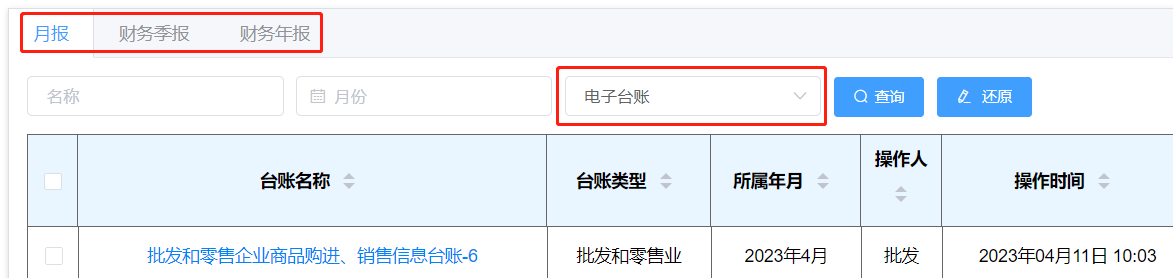 月报 财务季报 财务年报
名称 月份 电子台账 查询 还原
台账名称 台账类型 所属年月 操作人 操作时间
批发和零售企业商品购进、销售信息台账-6 批发和零售业 2023年4月 批发 2023年04月11日 10:03